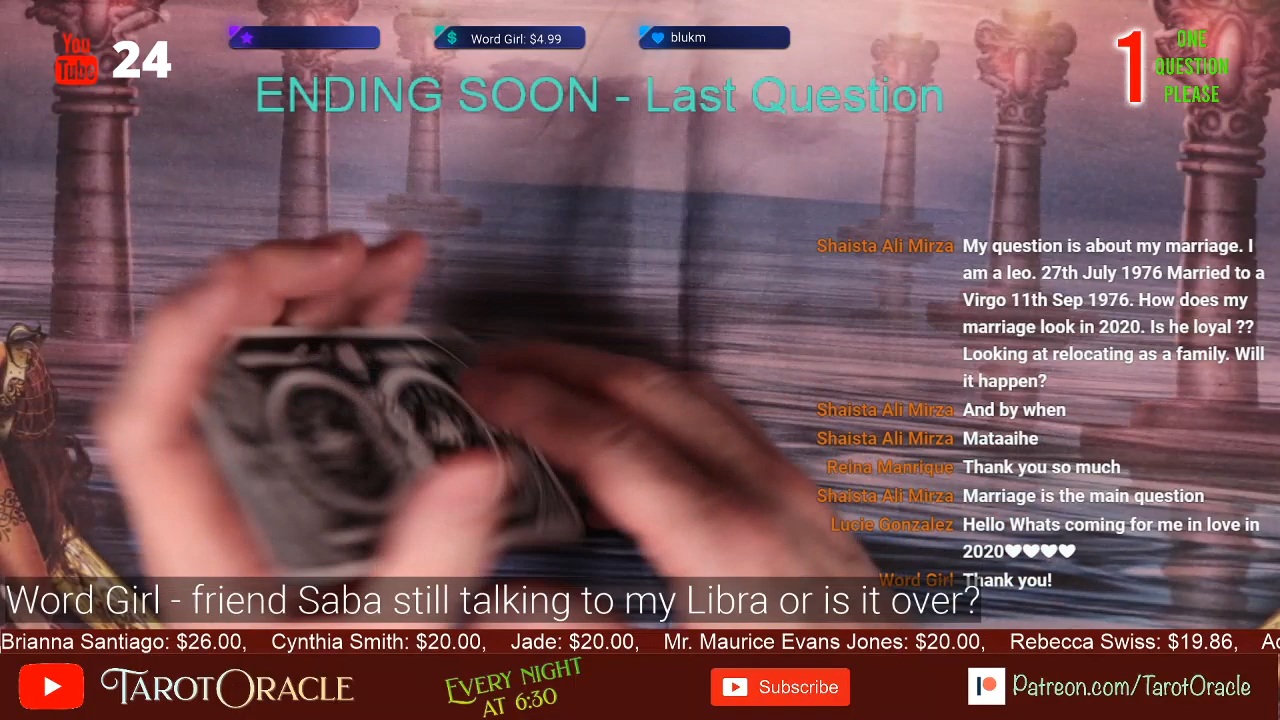 You
Tube
24
$ Word Girl: $4.99
blukm
1
ONE
QUESTION
PLEASE
ENDING SOON - Last Question
Shaista Ali Mirza My question is about my marriage. I
am a leo. 27th July 1976 Married to a
Virgo 11th Sep 1976. How does my
marriage look in 2020. Is he loyal ??
Looking at relocating as a family. Will
it happen?
Shaista Ali Mirza And by when
Shaista Ali Mirza Mataaihe
Reina Manrique Thank you so much
Shaista Ali Mirza Marriage is the main question
Lucie Gonzalez Hello Whats coming for me in love in
2020🤍🤍🤍🤍
Word Girl Thank you!
Word Girl - friend Saba still talking to my Libra or is it over?
Brianna Santiago: $26.00, Cynthia Smith: $20.00, Jade: $20.00, Mr. Maurice Evans Jones: $20.00, Rebecca Swiss: $19.86,
TAROTORACLE
EVERY NIGHT
AT 6:30
Subscribe
Patreon.com/TarotOracle